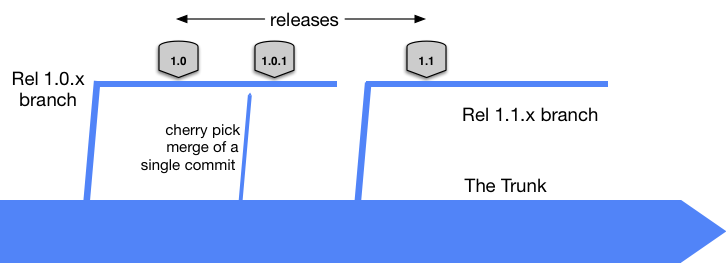 releases
1.0
1.0.1
1.1
Rel 1.0.x
branch
Rel 1.1.x branch
cherry pick
merge of a
single commit
The Trunk